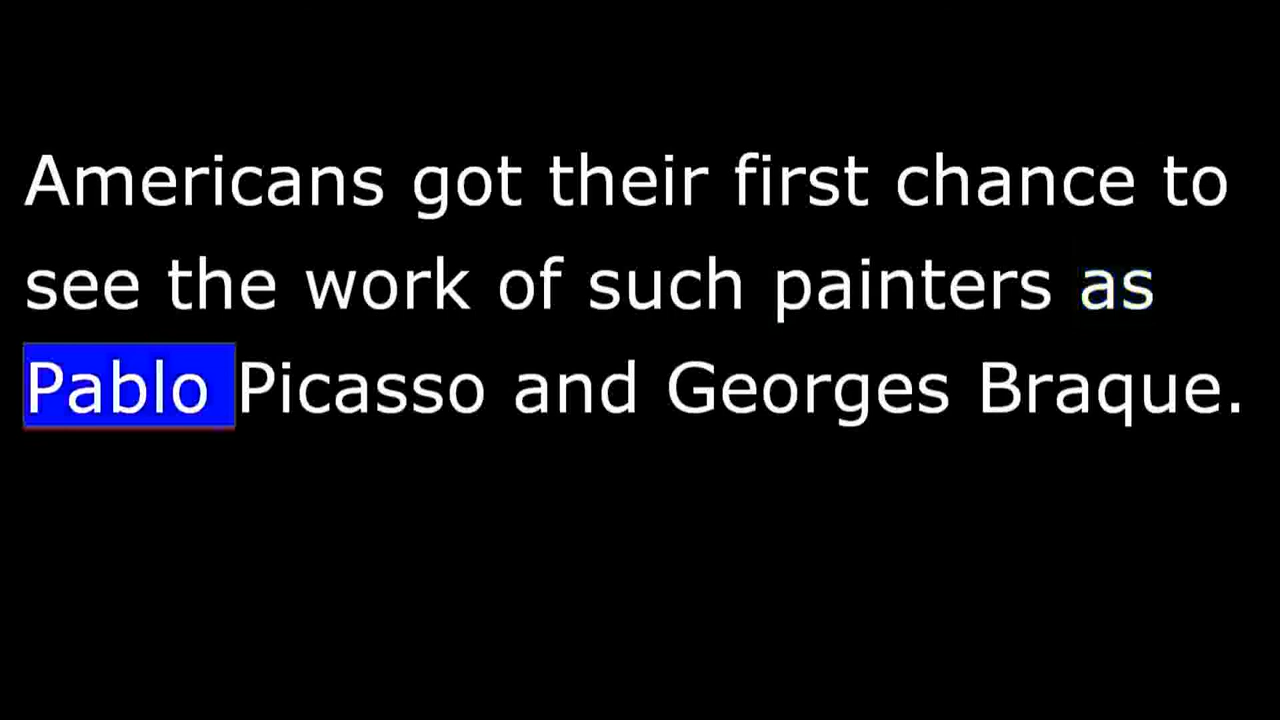 Americans got their first chance to
see the work of such painters as
Pablo Picasso and Georges Braque.